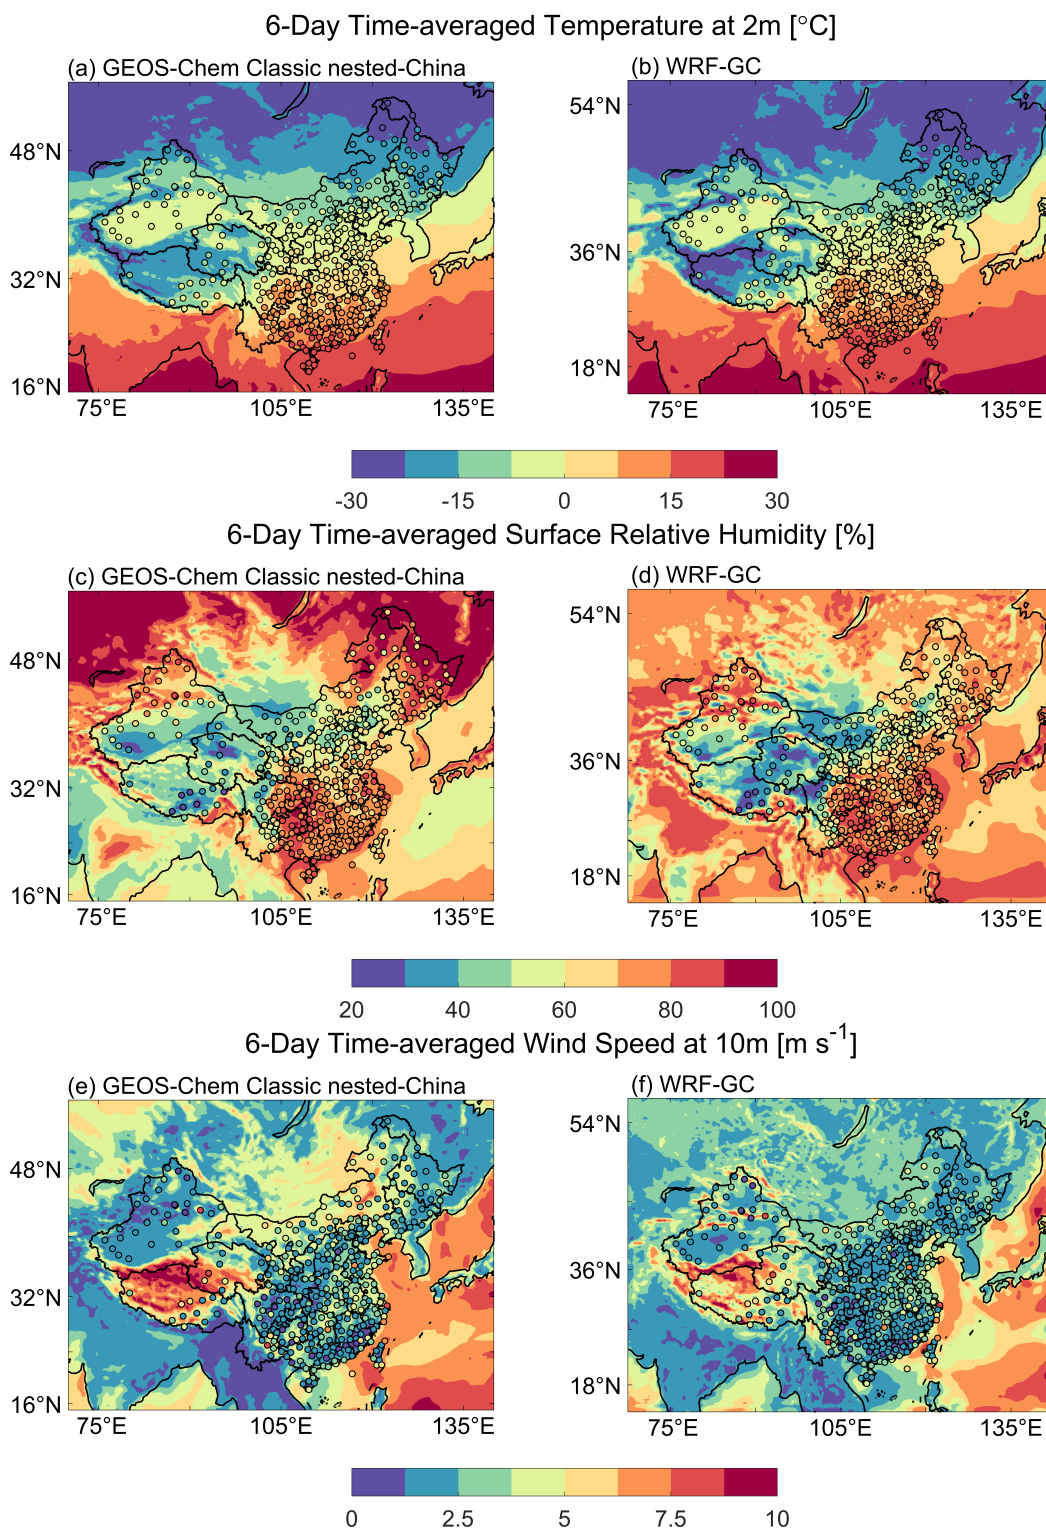 6-Day Time-averaged Temperature at 2m [°C]
(a) GEOS-Chem Classic nested-China
(b) WRF-GC
48°N
32°N
16°N
75°E 105°E 135°E
54°N
36°N
18°N
75°E 105°E 135°E
-30 -15 0 15 30
6-Day Time-averaged Surface Relative Humidity [%]
(c) GEOS-Chem Classic nested-China
(d) WRF-GC
48°N
32°N
16°N
75°E 105°E 135°E
54°N
36°N
18°N
75°E 105°E 135°E
20 40 60 80 100
6-Day Time-averaged Wind Speed at 10m [m s⁻¹]
(e) GEOS-Chem Classic nested-China
(f) WRF-GC
48°N
32°N
16°N
75°E 105°E 135°E
54°N
36°N
18°N
75°E 105°E 135°E
0 2.5 5 7.5 10